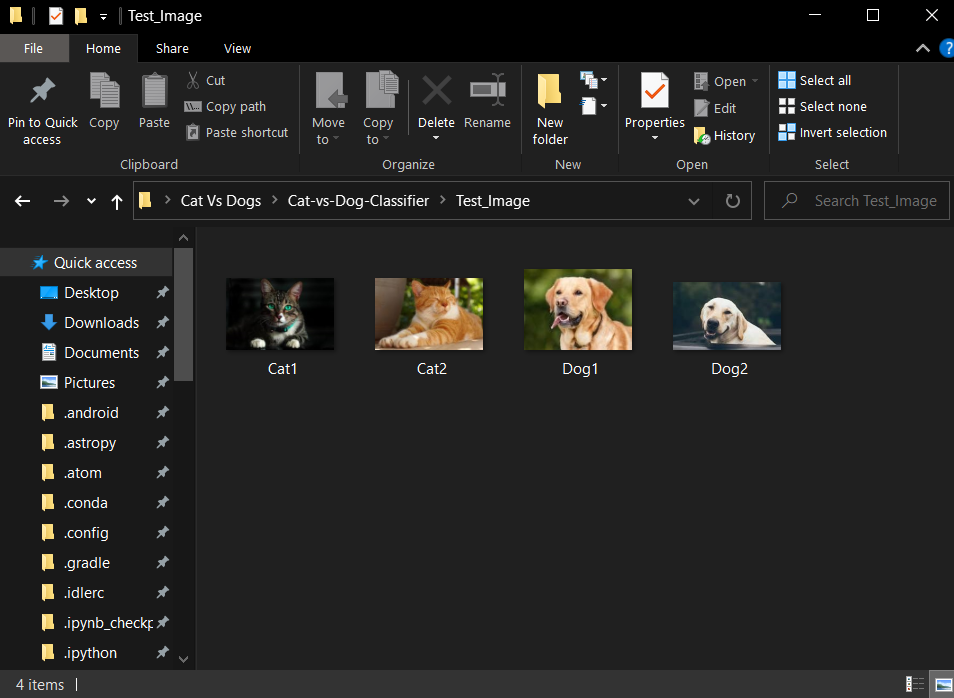 Test_Image
File Home Share View
?
Pin to Quick access
Copy
Paste
Cut
Copy path
Paste shortcut
Clipboard
Move to
Copy to
Delete
Rename
Organize
New folder
New
Properties
Open
Edit
History
Open
Select all
Select none
Invert selection
Select
Cat Vs Dogs > Cat-vs-Dog-Classifier > Test_Image
Search Test_Image
Quick access
Desktop
Downloads
Documents
Pictures
.android
.astropy
.atom
.conda
.config
.gradle
.idlerc
.ipynb_checkp
.ipython
Cat1
Cat2
Dog1
Dog2
4 items